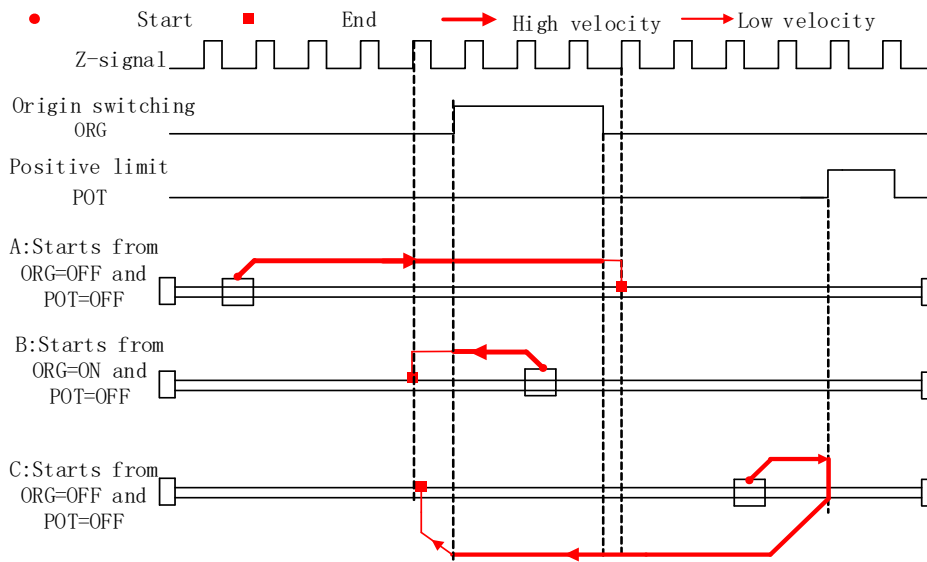 Start End High velocity Low velocity
Z-signal
Origin switching
ORG
Positive limit
POT
A:Starts from
ORG=OFF and
POT=OFF
B:Starts from
ORG=ON and
POT=OFF
C:Starts from
ORG=OFF and
POT=OFF